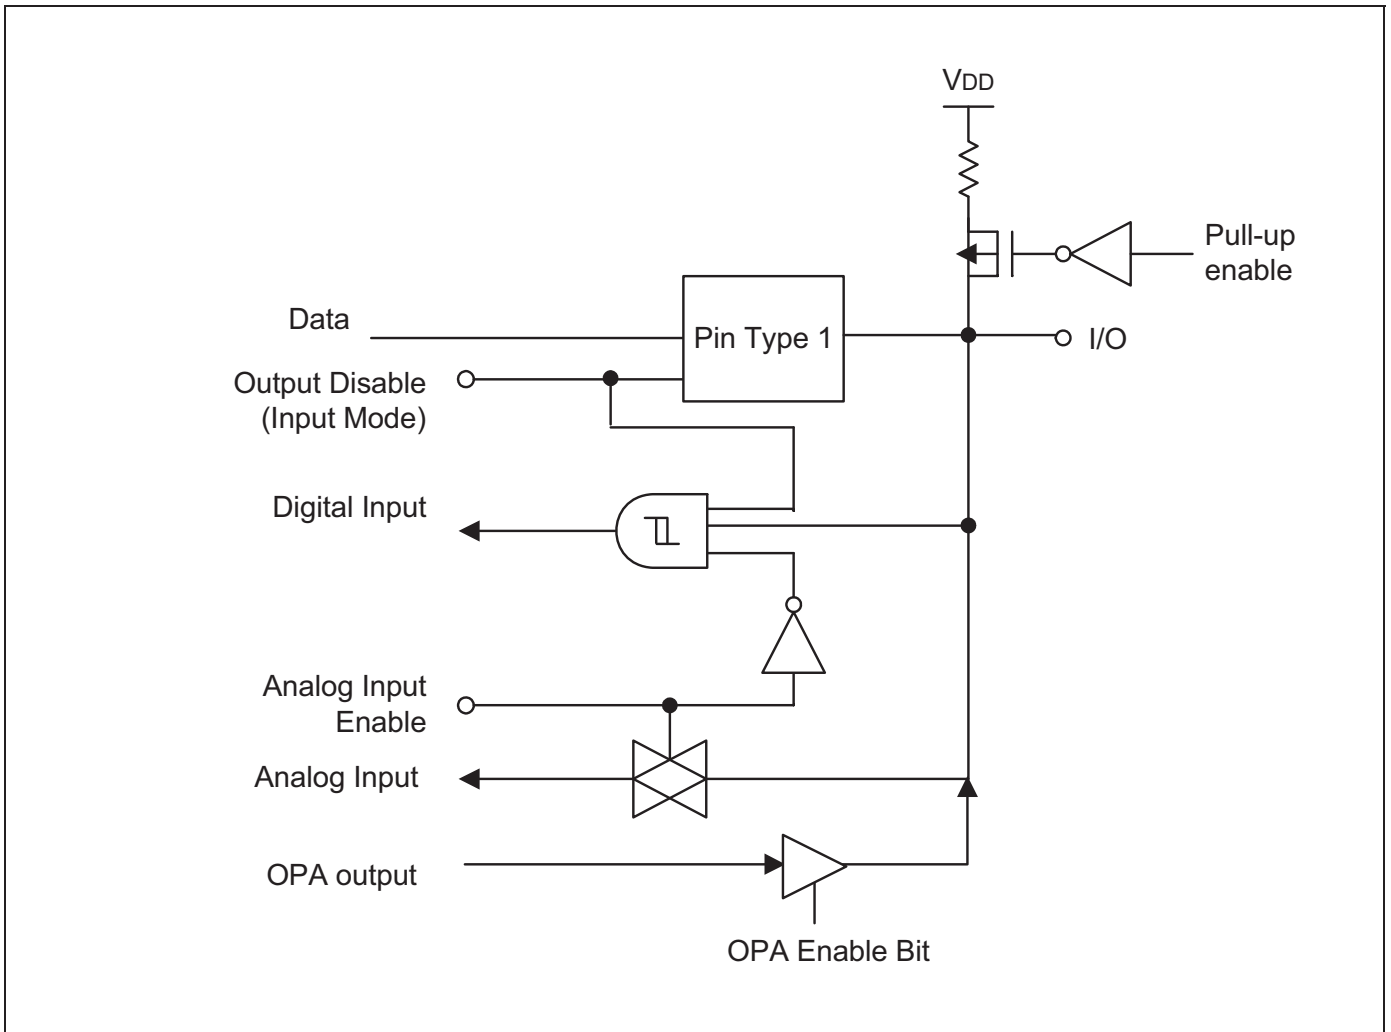 VDD
Pull-up
enable
Data
Pin Type 1
I/O
Output Disable
(Input Mode)
Digital Input
Analog Input
Enable
Analog Input
OPA output
OPA Enable Bit